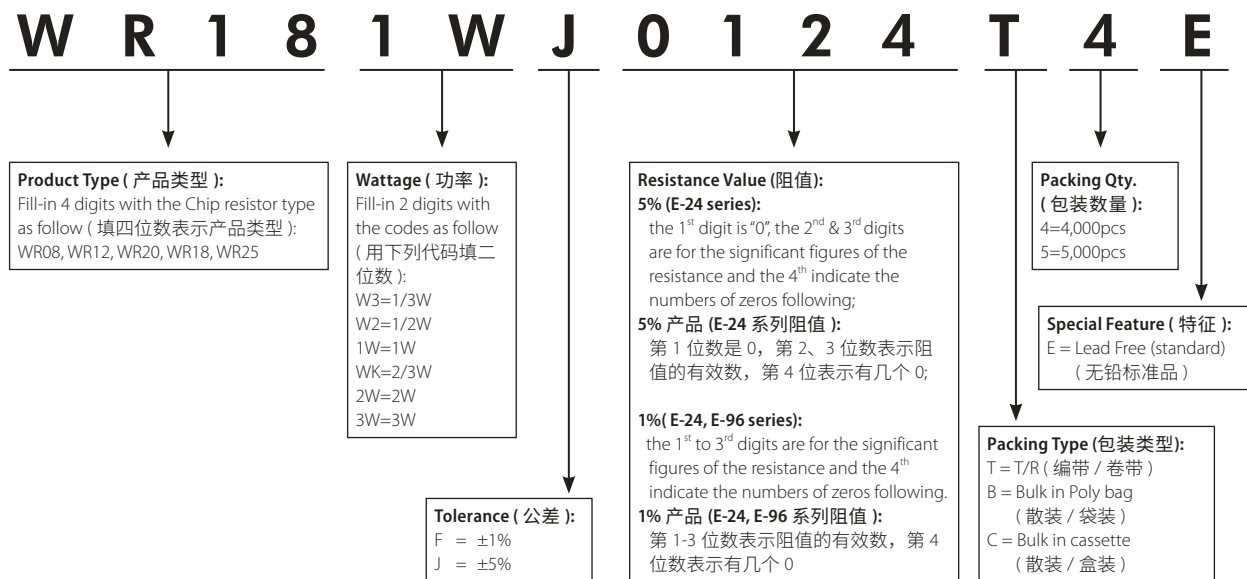 W R 1 8 1 W J 0 1 2 4 T 4 E
Product Type ( 产品类型 ):
Fill-in 4 digits with the Chip resistor type
as follow ( 填四位数表示产品类型 ):
WR08, WR12, WR20, WR18, WR25
Wattage ( 功率 ):
Fill-in 2 digits with
the codes as follow
( 用下列代码填二
位数 ):
W3=1/3W
W2=1/2W
1W=1W
WK=2/3W
2W=2W
3W=3W
Tolerance ( 公差 ):
F = ±1%
J = ±5%
Resistance Value (阻值):
5% (E-24 series):
the 1st digit is “0”, the 2nd & 3rd digits
are for the significant figures of the
resistance and the 4th indicate the
numbers of zeros following;
5% 产品 (E-24 系列阻值 ):
第 1 位数是 0，第 2、3 位数表示阻
值的有效数，第 4 位表示有几个 0;
1%( E-24, E-96 series):
the 1st to 3rd digits are for the significant
figures of the resistance and the 4th
indicate the numbers of zeros following.
1% 产品 (E-24, E-96 系列阻值 ):
第 1-3 位数表示阻值的有效数，第 4
位数表示有几个 0
Packing Qty.
( 包装数量 ):
4=4,000pcs
5=5,000pcs
Special Feature ( 特征 ):
E = Lead Free (standard)
( 无铅标准品 )
Packing Type (包装类型):
T = T/R ( 编带 / 卷带 )
B = Bulk in Poly bag
( 散装 / 袋装 )
C = Bulk in cassette
( 散装 / 盒装 )